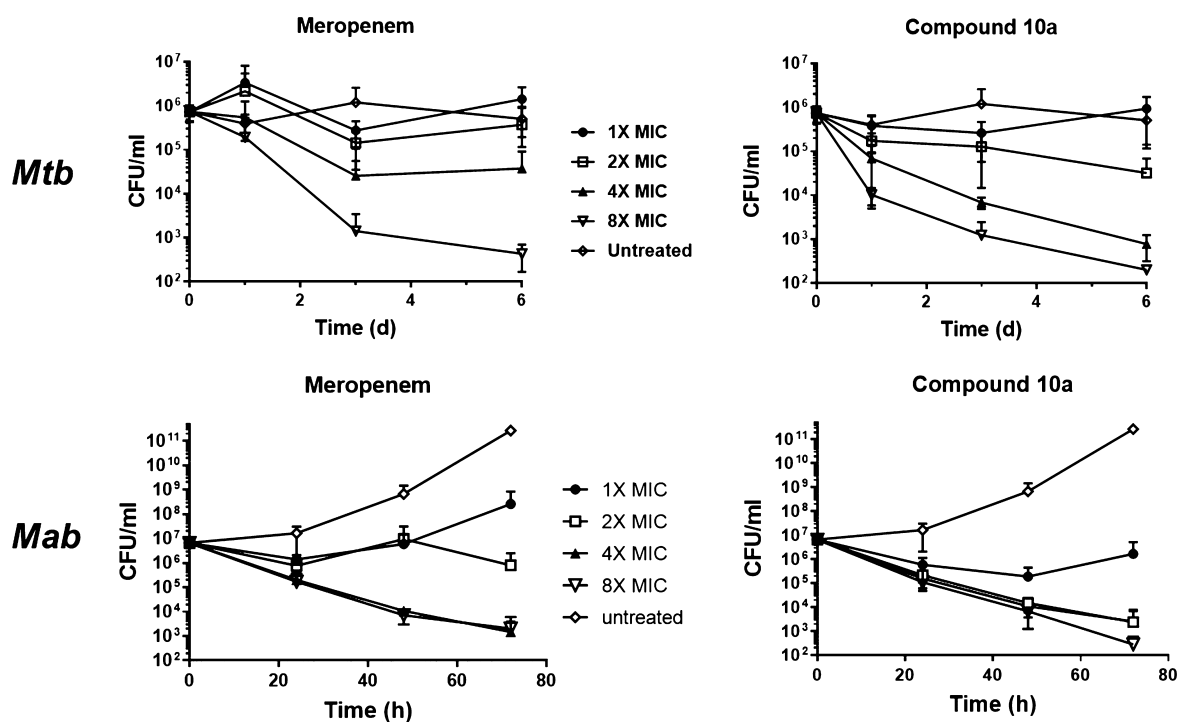 Meropenem
Compound 10a
Mtb
CFU/ml
10^7
10^6
10^5
10^4
10^3
10^2
0
2
4
6
Time (d)
1X MIC
2X MIC
4X MIC
8X MIC
Untreated
CFU/ml
10^7
10^6
10^5
10^4
10^3
10^2
0
2
4
6
Time (d)
Meropenem
Compound 10a
Mab
CFU/ml
10^11
10^10
10^9
10^8
10^7
10^6
10^5
10^4
10^3
10^2
0
20
40
60
80
Time (h)
1X MIC
2X MIC
4X MIC
8X MIC
untreated
CFU/ml
10^11
10^10
10^9
10^8
10^7
10^6
10^5
10^4
10^3
10^2
0
20
40
60
80
Time (h)